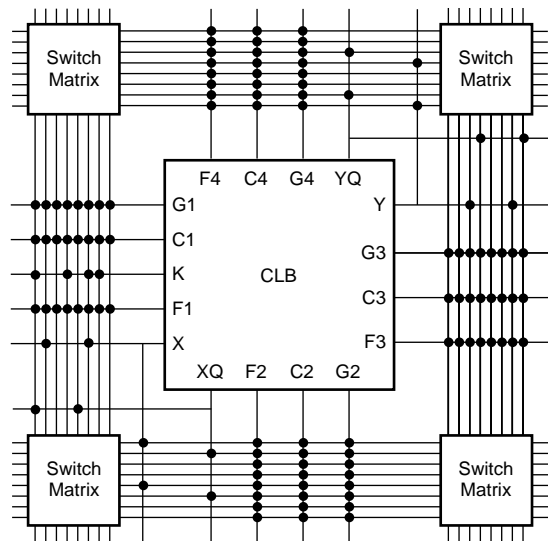 Switch
Matrix
Switch
Matrix
F4 C4 G4 YQ
G1
Y
C1
G3
K
CLB
C3
F1
X
F3
XQ F2 C2 G2
Switch
Matrix
Switch
Matrix